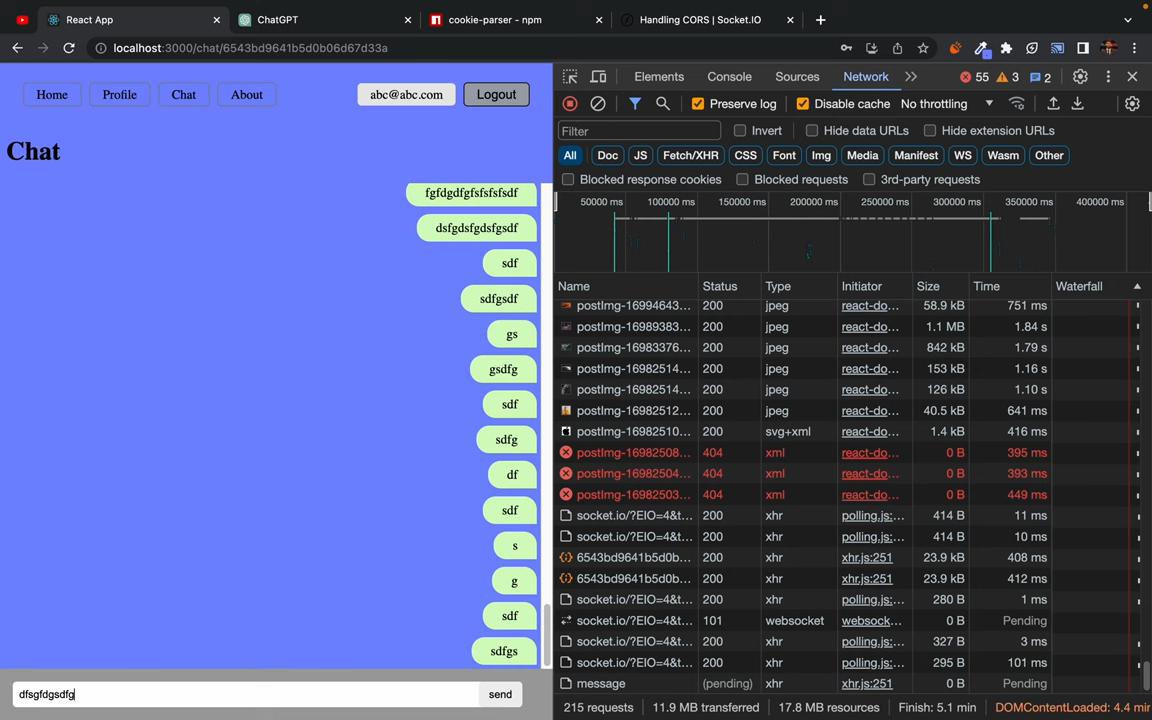 React App
ChatGPT
cookie-parser - npm
Handling CORS | Socket.IO
localhost:3000/chat/6543bd9641b5d0b06d67d33a
Home Profile Chat About abc@abc.com Logout
Chat
fgfdgdfgfsfsfsfsdf
dsfgdsfgdsfgsdf
sdf
sdfgsdf
gs
gsdfg
sdf
sdfg
df
sdf
s
g
sdf
sdfgs
dfsgfdgsdfg send
Elements Console Sources Network 55 3 2
Preserve log Disable cache No throttling
Filter Invert Hide data URLs Hide extension URLs
All Doc JS Fetch/XHR CSS Font Img Media Manifest WS Wasm Other
Blocked response cookies Blocked requests 3rd-party requests
50000 ms 100000 ms 150000 ms 200000 ms 250000 ms 300000 ms 350000 ms 400000 ms
Name Status Type Initiator Size Time Waterfall
postImg-16994643... 200 jpeg react-do... 58.9 kB 751 ms
postImg-16989383... 200 jpeg react-do... 1.1 MB 1.84 s
postImg-16983376... 200 jpeg react-do... 842 kB 1.79 s
postImg-16982514... 200 jpeg react-do... 153 kB 1.16 s
postImg-16982514... 200 jpeg react-do... 126 kB 1.10 s
postImg-16982512... 200 jpeg react-do... 40.5 kB 641 ms
postImg-16982510... 200 svg+xml react-do... 1.4 kB 416 ms
postImg-16982508... 404 xml react-do... 0 B 395 ms
postImg-16982504... 404 xml react-do... 0 B 393 ms
postImg-16982503... 404 xml react-do... 0 B 449 ms
socket.io/?EIO=4&t... 200 xhr polling.js:... 414 B 11 ms
socket.io/?EIO=4&t... 200 xhr polling.js:... 414 B 10 ms
6543bd9641b5d0b... 200 xhr xhr.js:251 23.9 kB 408 ms
6543bd9641b5d0b... 200 xhr xhr.js:251 23.9 kB 412 ms
socket.io/?EIO=4&t... 200 xhr polling.js:... 280 B 1 ms
socket.io/?EIO=4&t... 101 websocket websock... 0 B Pending
socket.io/?EIO=4&t... 200 xhr polling.js:... 327 B 3 ms
socket.io/?EIO=4&t... 200 xhr polling.js:... 295 B 101 ms
message (pending) xhr xhr.js:251 0 B Pending
215 requests 11.9 MB transferred 17.8 MB resources Finish: 5.1 min DOMContentLoaded: 4.4 mir